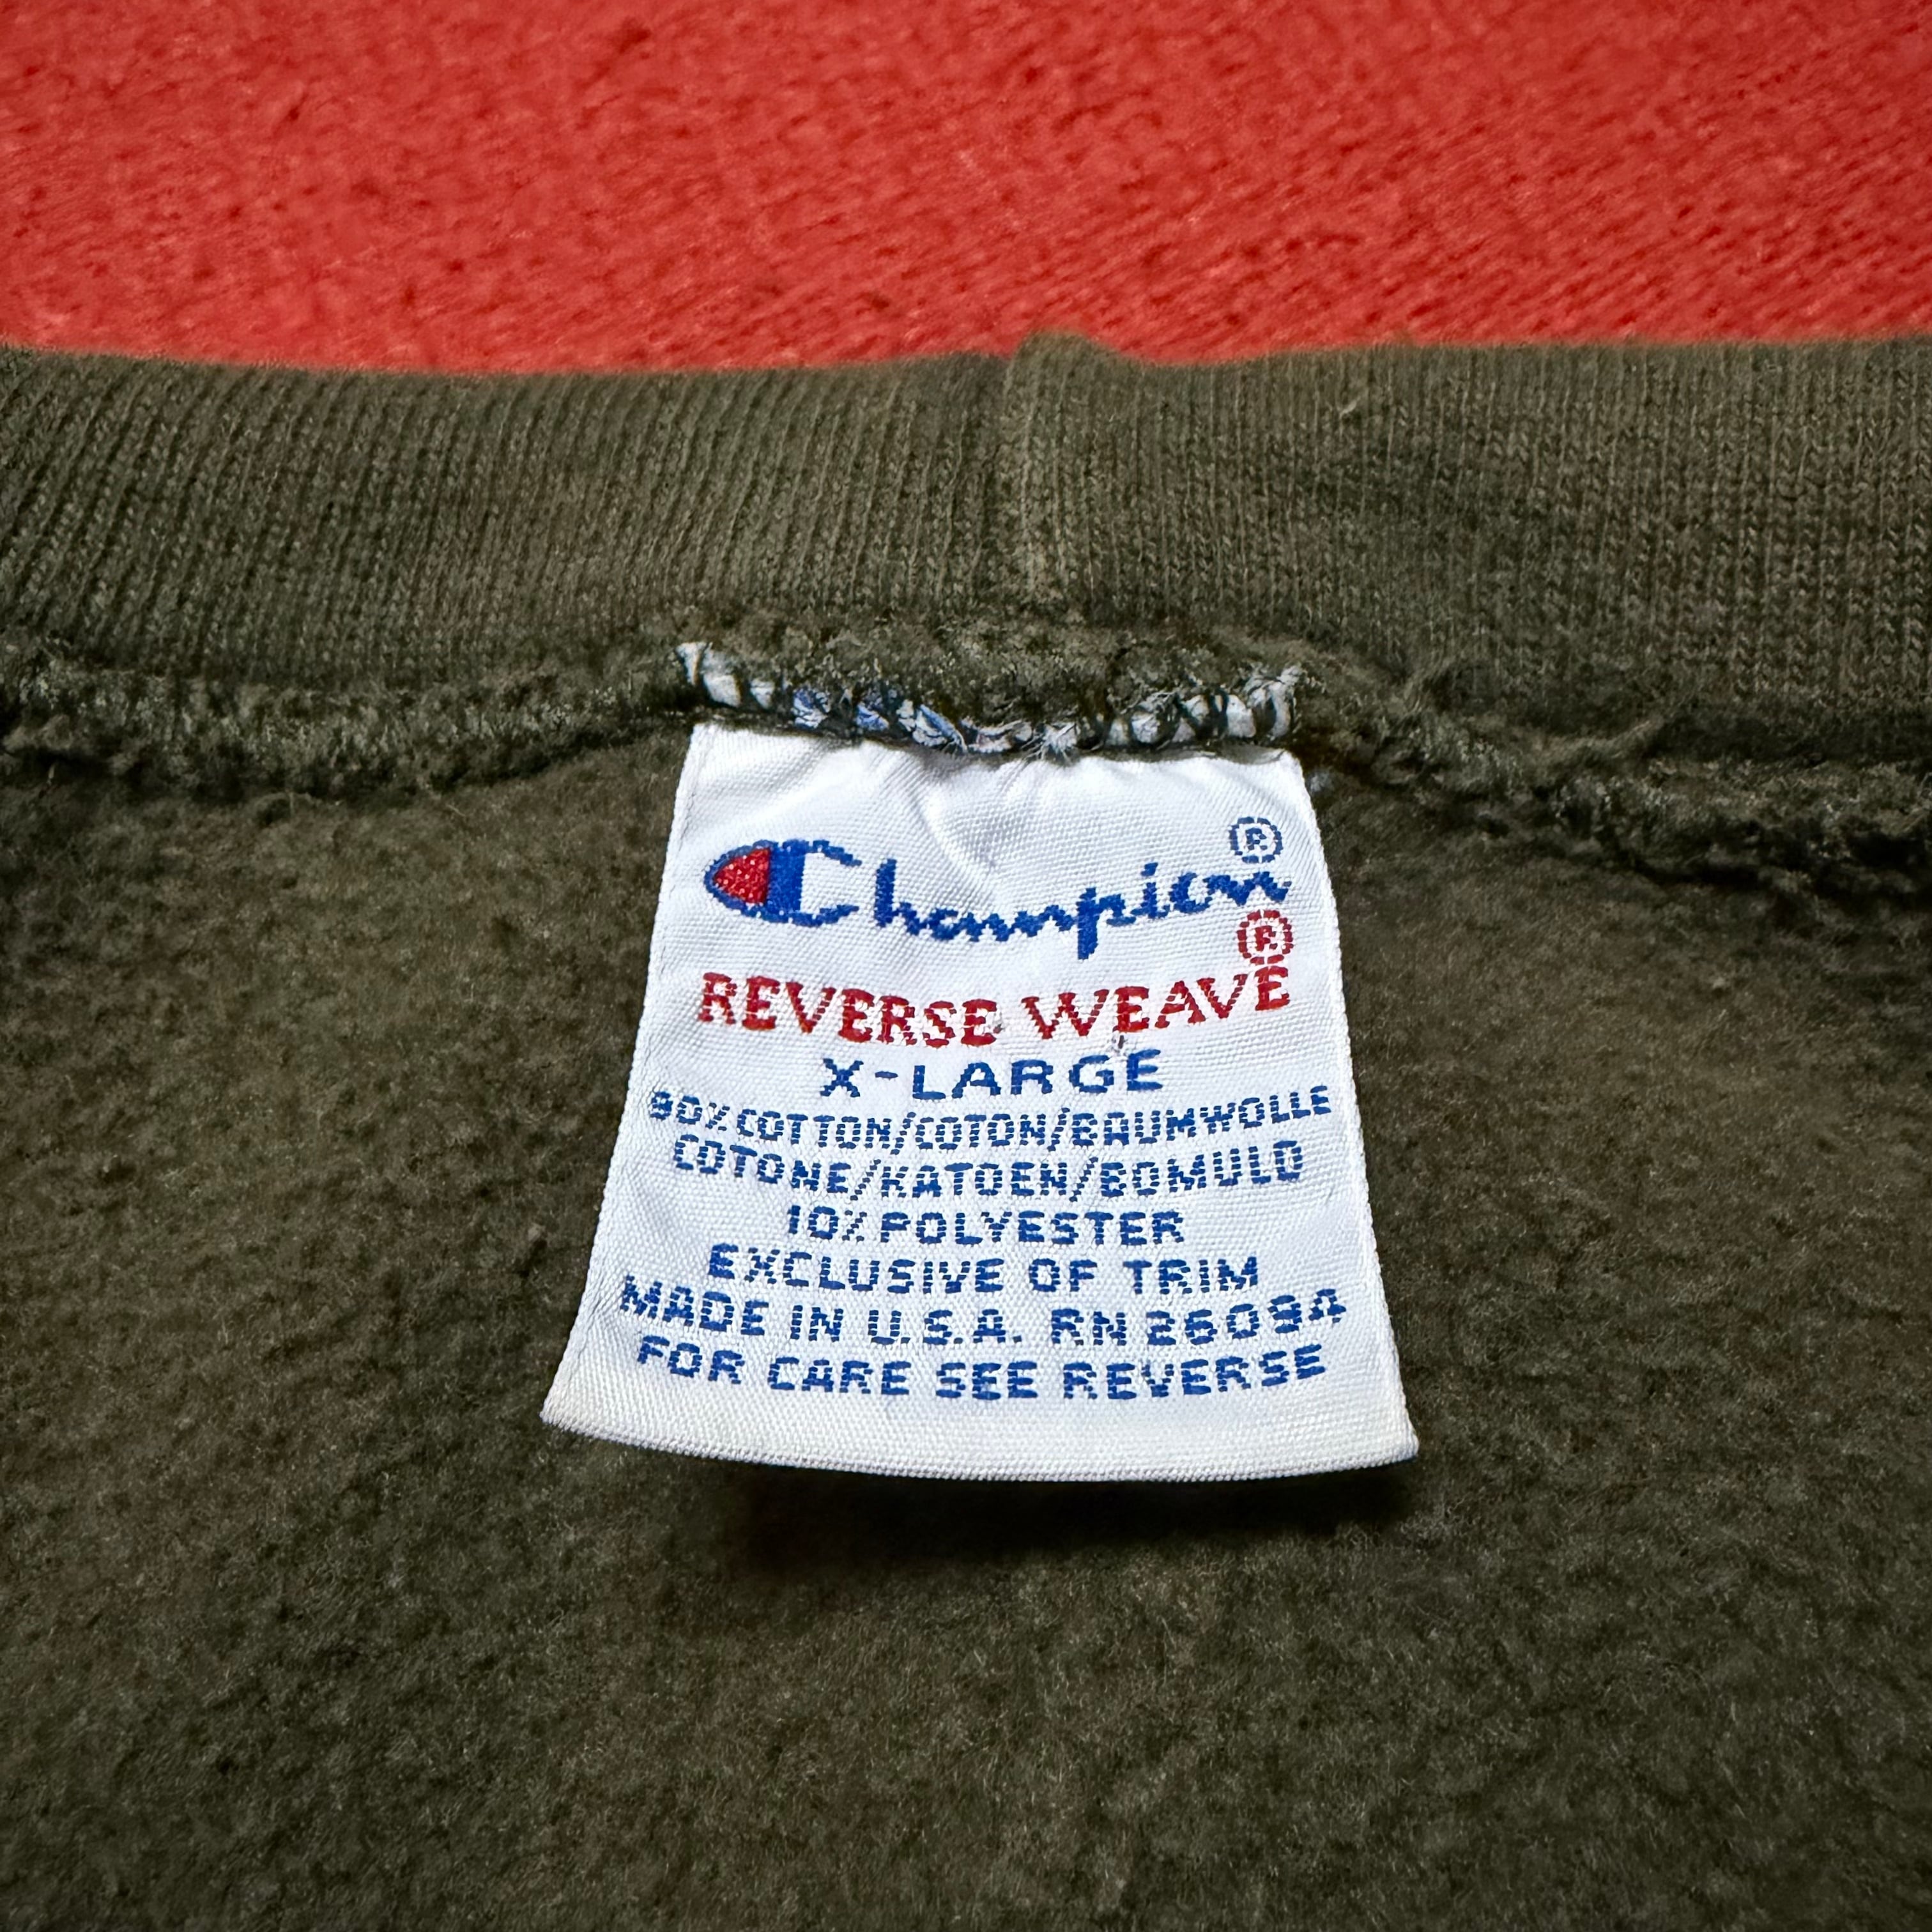 Champion®
REVERSE WEAVE®
X-LARGE
90% COTTON/COTON/BAUMWOLLE
COTONE/KATOEN/BOMULD
10% POLYESTER
EXCLUSIVE OF TRIM
MADE IN U.S.A. RN 26094
FOR CARE SEE REVERSE